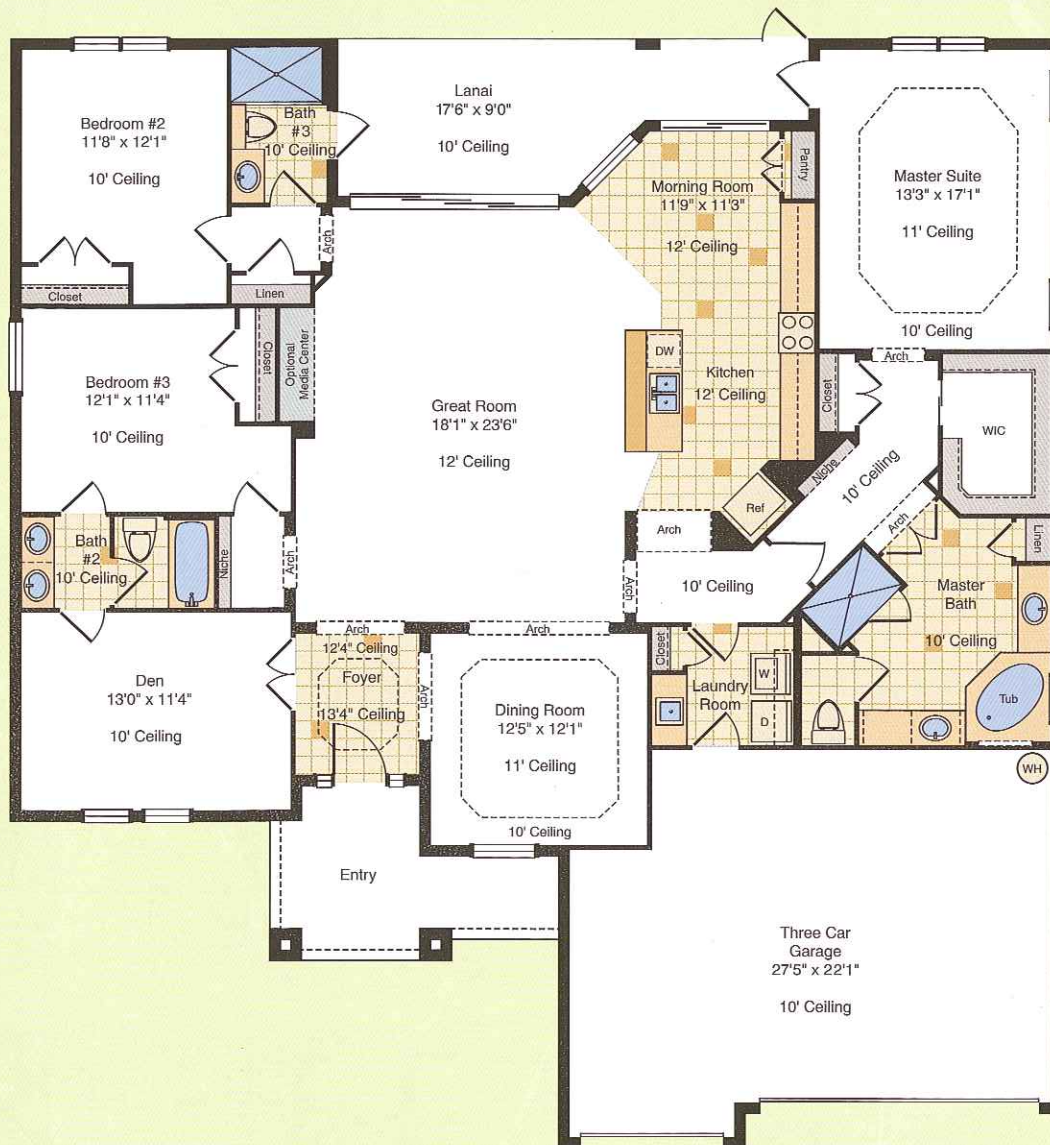 Bedroom #2
11'8" x 12'1"
10' Ceiling
Closet
Bath
#3
10' Ceiling
Linen
Arch
Lanai
17'6" x 9'0"
10' Ceiling
Morning Room
11'9" x 11'3"
12' Ceiling
Pantry
Master Suite
13'3" x 17'1"
11' Ceiling
10' Ceiling
Arch
Bedroom #3
12'1" x 11'4"
10' Ceiling
Closet
Optional
Media Center
Great Room
18'1" x 23'6"
12' Ceiling
DW
Kitchen
12' Ceiling
Closet
WIC
Niche
10' Ceiling
Ref
Arch
Linen
Bath
#2
10' Ceiling
Niche
Arch
Arch
Arch
10' Ceiling
Master
Bath
10' Ceiling
Tub
Den
13'0" x 11'4"
10' Ceiling
Arch
12'4" Ceiling
Foyer
13'4" Ceiling
Arch
Arch
Dining Room
12'5" x 12'1"
11' Ceiling
10' Ceiling
Closet
Laundry
Room
W
D
WH
Entry
Three Car
Garage
27'5" x 22'1"
10' Ceiling